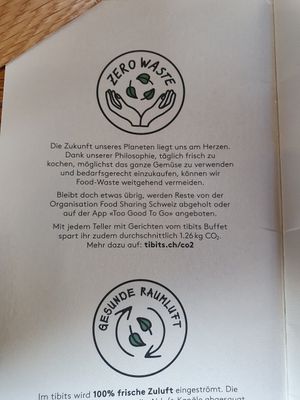 ZERO WASTE
Die Zukunft unseres Planeten liegt uns am Herzen.
Dank unserer Philosophie, täglich frisch zu
kochen, möglichst das ganze Gemüse zu verwenden
und bedarfsgerecht einzukaufen, können wir
Food-Waste weitgehend vermeiden.
Bleibt doch etwas übrig, werden Reste von der
Organisation Food Sharing Schweiz abgeholt oder
auf der App «Too Good To Go» angeboten.
Mit jedem Teller mit Gerichten vom tibits Buffet
spart ihr zudem durchschnittlich 1.26 kg CO₂.
Mehr dazu auf: tibits.ch/co2
GESUNDE RAUMLUFT
Im tibits wird 100% frische Zuluft eingeströmt. Die